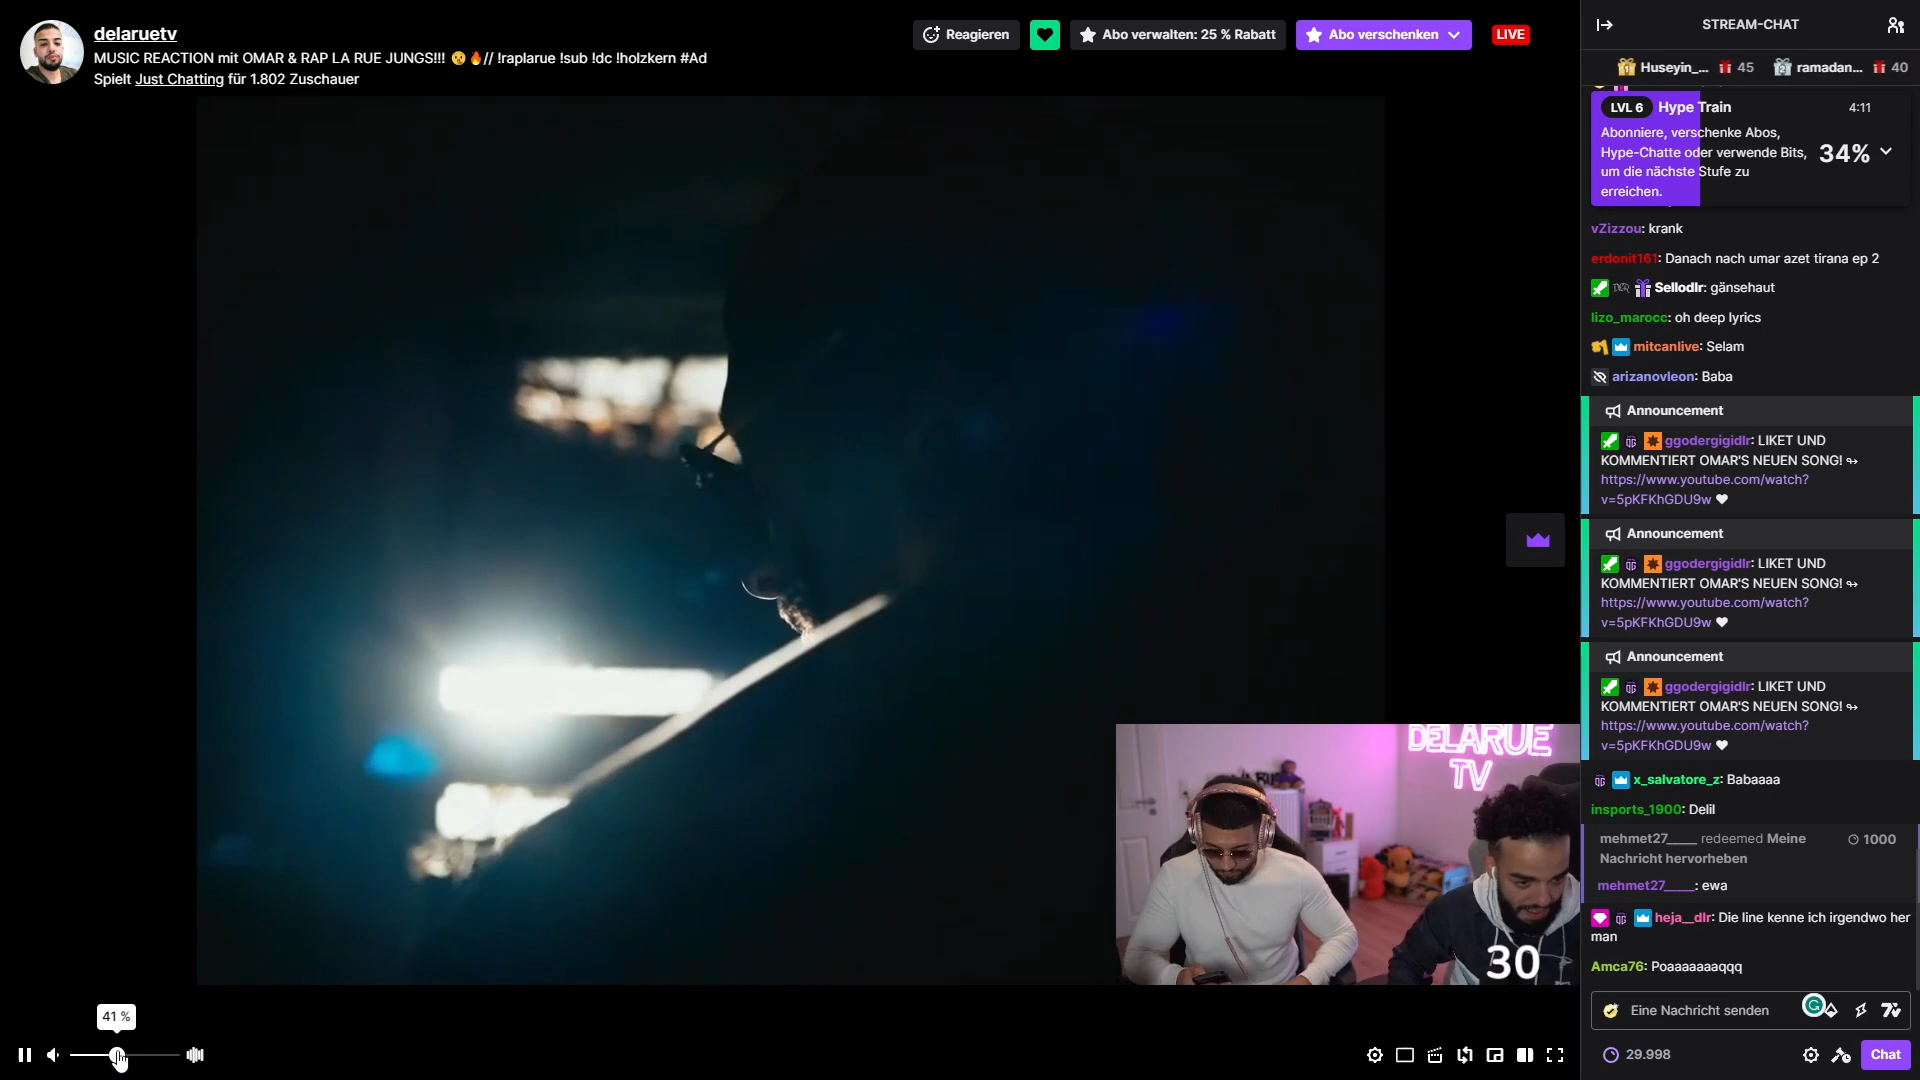 delaruetv
MUSIC REACTION mit OMAR & RAP LA RUE JUNGS!!! 😯🔥// !raplarue !sub !dc !holzkern #Ad
Spielt Just Chatting für 1.802 Zuschauer
Reagieren
Abo verwalten: 25 % Rabatt
Abo verschenken
LIVE
DELARUE
TV
30
41 %
STREAM-CHAT
Huseyin_... 45
ramadan... 40
LVL 6 Hype Train 4:11
Abonniere, verschenke Abos,
Hype-Chatte oder verwende Bits,
um die nächste Stufe zu
erreichen.
34%
vZizzou: krank
erdonit161: Danach nach umar azet tirana ep 2
Sellodlr: gänsehaut
lizo_marocc: oh deep lyrics
mitcanlive: Selam
arizanovleon: Baba
Announcement
ggodergigidlr: LIKET UND
KOMMENTIERT OMAR'S NEUEN SONG! ↬
https://www.youtube.com/watch?
v=5pKFKhGDU9w ♥
Announcement
ggodergigidlr: LIKET UND
KOMMENTIERT OMAR'S NEUEN SONG! ↬
https://www.youtube.com/watch?
v=5pKFKhGDU9w ♥
Announcement
ggodergigidlr: LIKET UND
KOMMENTIERT OMAR'S NEUEN SONG! ↬
https://www.youtube.com/watch?
v=5pKFKhGDU9w ♥
x_salvatore_z: Babaaaa
insports_1900: Delil
mehmet27____ redeemed Meine 1000
Nachricht hervorheben
mehmet27____: ewa
heja__dlr: Die line kenne ich irgendwo her
man
Amca76: Poaaaaaaaqqq
Eine Nachricht senden
29.998
Chat